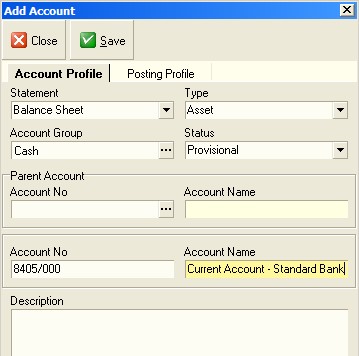 Add Account
Close Save
Account Profile Posting Profile
Statement Type
Balance Sheet Asset
Account Group Status
Cash ... Provisional
Parent Account
Account No Account Name
...
Account No Account Name
8405/000 Current Account - Standard Bank
Description